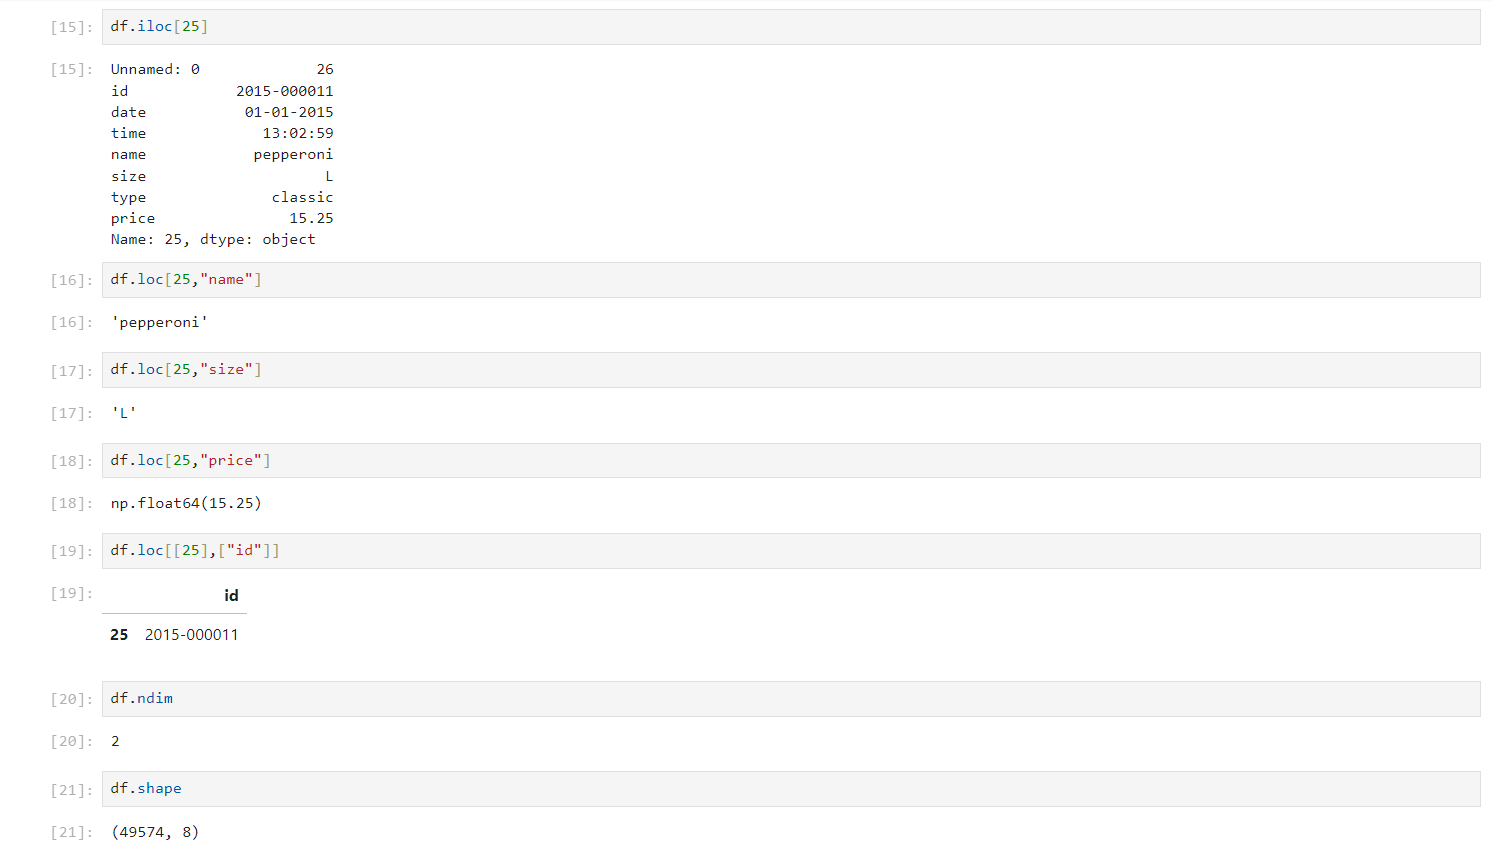 [15]: df.iloc[25]
[15]: Unnamed: 0 26
id 2015-000011
date 01-01-2015
time 13:02:59
name pepperoni
size L
type classic
price 15.25
Name: 25, dtype: object
[16]: df.loc[25,"name"]
[16]: 'pepperoni'
[17]: df.loc[25,"size"]
[17]: 'L'
[18]: df.loc[25,"price"]
[18]: np.float64(15.25)
[19]: df.loc[[25],["id"]]
[19]: id
25 2015-000011
[20]: df.ndim
[20]: 2
[21]: df.shape
[21]: (49574, 8)